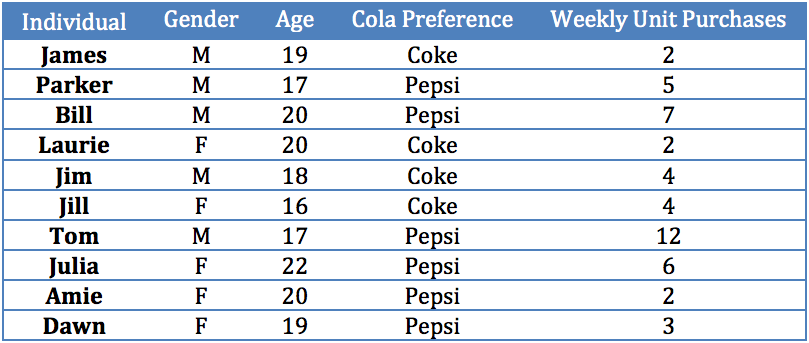 Individual Gender Age Cola Preference Weekly Unit Purchases
James M 19 Coke 2
Parker M 17 Pepsi 5
Bill M 20 Pepsi 7
Laurie F 20 Coke 2
Jim M 18 Coke 4
Jill F 16 Coke 4
Tom M 17 Pepsi 12
Julia F 22 Pepsi 6
Amie F 20 Pepsi 2
Dawn F 19 Pepsi 3